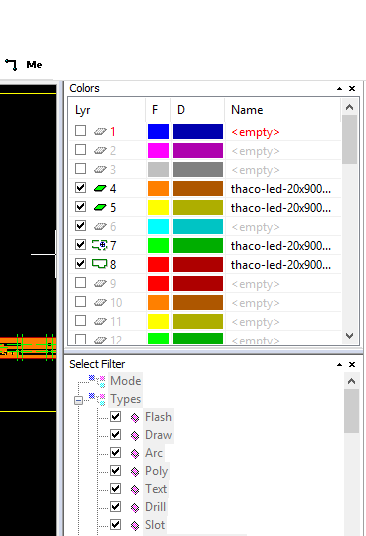 Me
Colors
Lyr F D Name
1 <empty>
2 <empty>
3 <empty>
4 thaco-led-20x900...
5 thaco-led-20x900...
6 <empty>
7 thaco-led-20x900...
8 thaco-led-20x900...
9 <empty>
10 <empty>
11 <empty>
12 <empty>
Select Filter
Mode
Types
Flash
Draw
Arc
Poly
Text
Drill
Slot